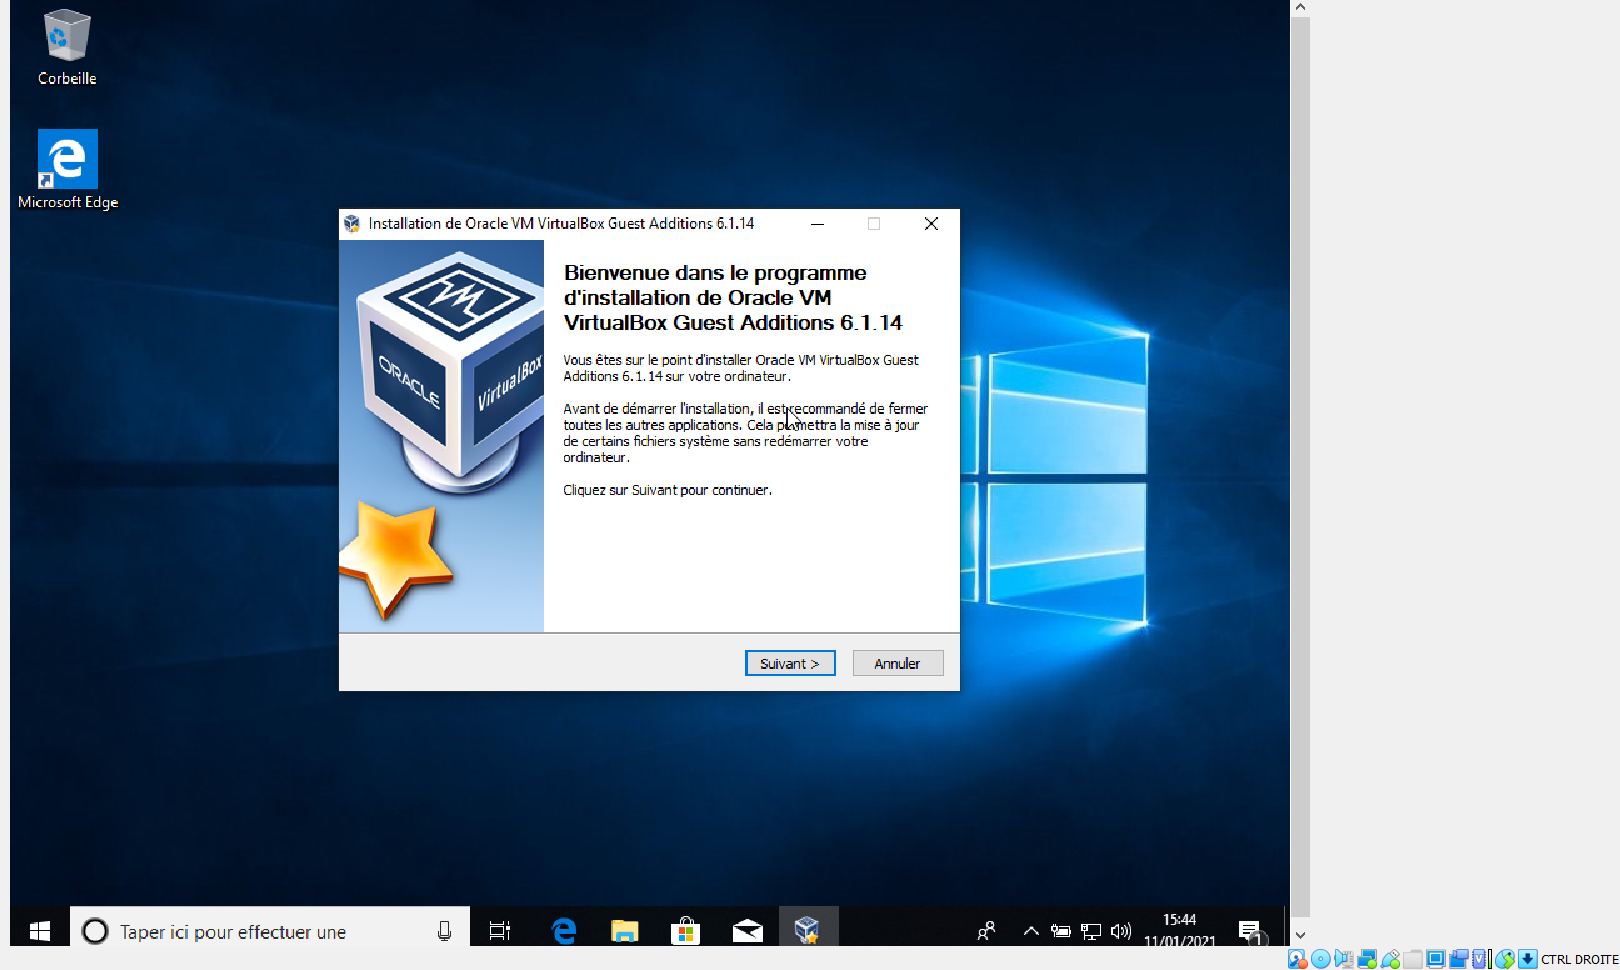 Corbeille
Microsoft Edge
Installation de Oracle VM VirtualBox Guest Additions 6.1.14
ORACLE
VirtualBox
Bienvenue dans le programme
d'installation de Oracle VM
VirtualBox Guest Additions 6.1.14
Vous êtes sur le point d'installer Oracle VM VirtualBox Guest
Additions 6.1.14 sur votre ordinateur.
Avant de démarrer l'installation, il est recommandé de fermer
toutes les autres applications. Cela permettra la mise à jour
de certains fichiers système sans redémarrer votre
ordinateur.
Cliquez sur Suivant pour continuer.
Suivant >
Annuler
Taper ici pour effectuer une
15:44
11/01/2021
1
CTRL DROITE